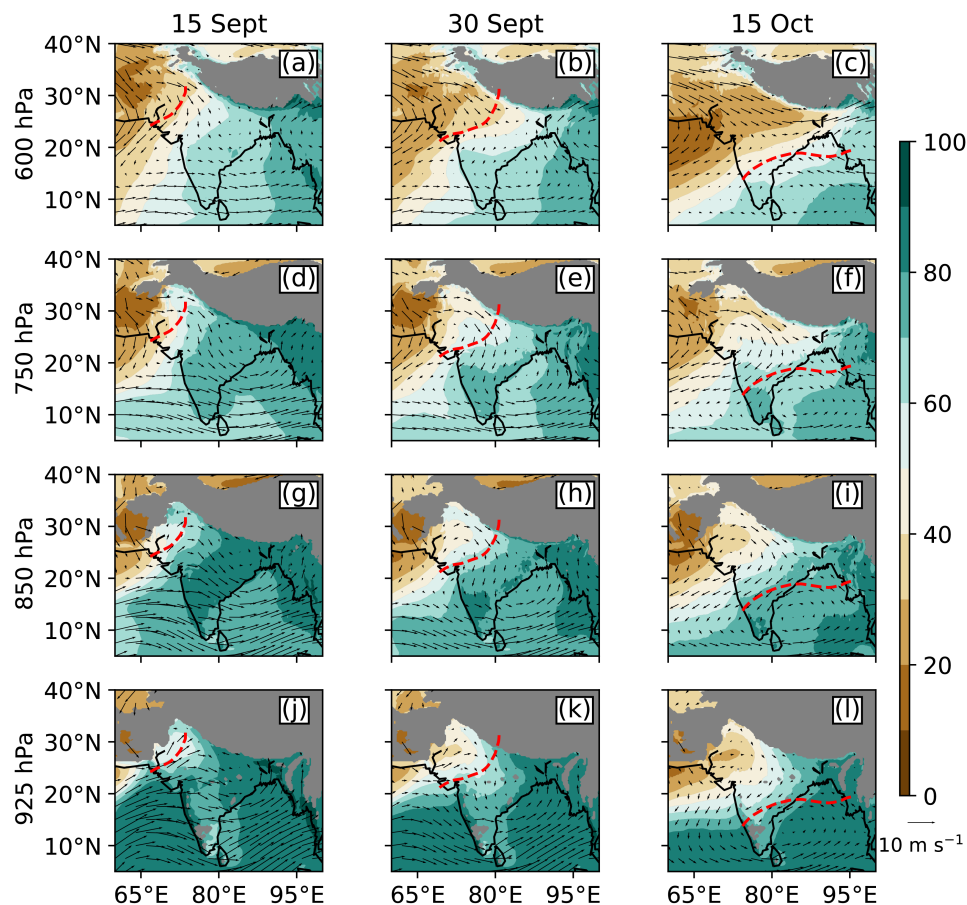 15 Sept 30 Sept 15 Oct
600 hPa
40°N
30°N
20°N
10°N
(a) (b) (c)
750 hPa
40°N
30°N
20°N
10°N
(d) (e) (f)
850 hPa
40°N
30°N
20°N
10°N
(g) (h) (i)
925 hPa
40°N
30°N
20°N
10°N
(j) (k) (l)
65°E 80°E 95°E 65°E 80°E 95°E 65°E 80°E 95°E
100
80
60
40
20
0
10 m s⁻¹